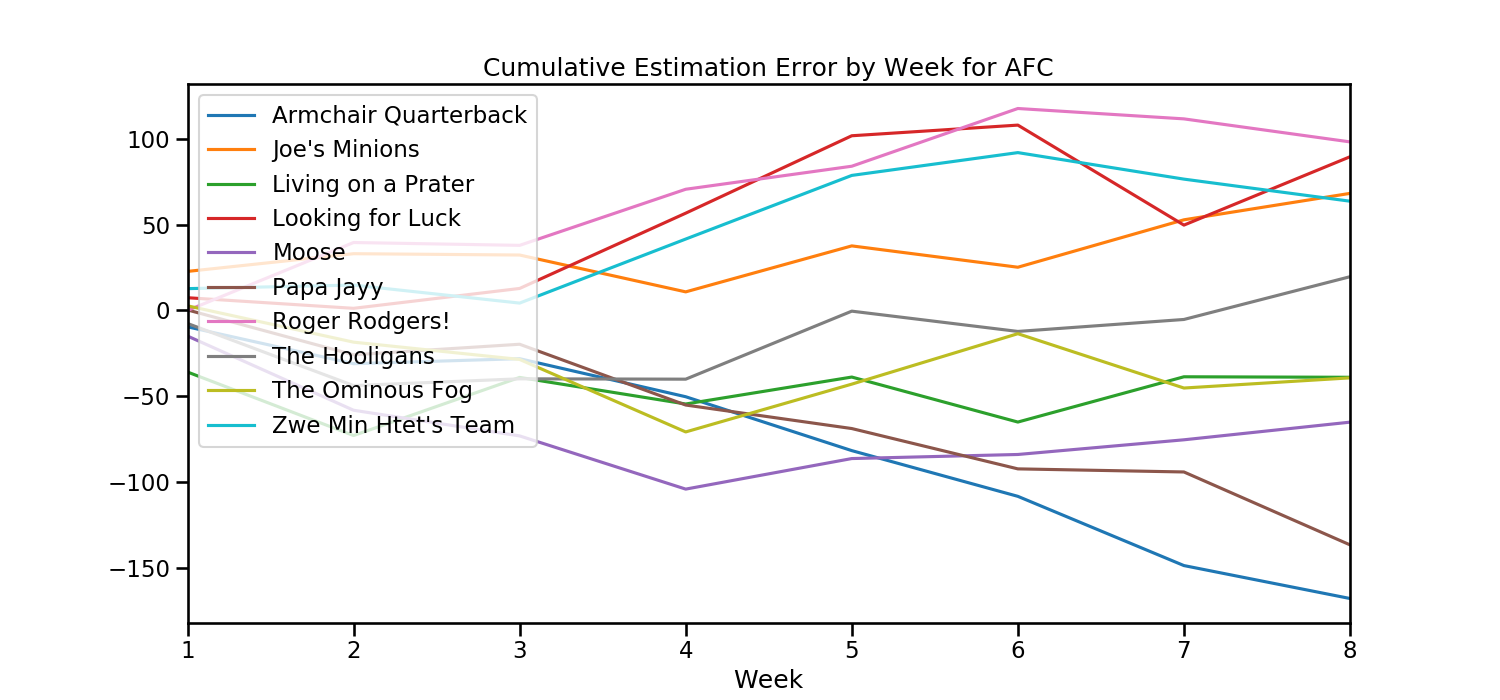 Cumulative Estimation Error by Week for AFC
100
50
0
−50
−100
−150
Armchair Quarterback
Joe's Minions
Living on a Prater
Looking for Luck
Moose
Papa Jayy
Roger Rodgers!
The Hooligans
The Ominous Fog
Zwe Min Htet's Team
1 2 3 4 5 6 7 8
Week